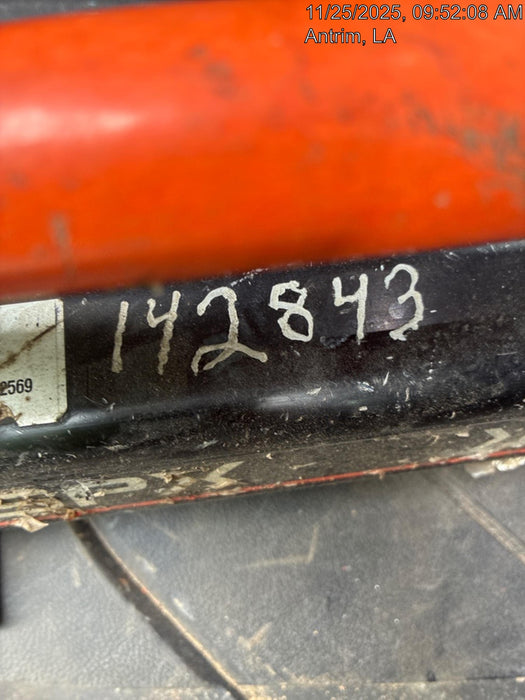 11/25/2025, 09:52:08 AM
Antrim, LA
142843
2569